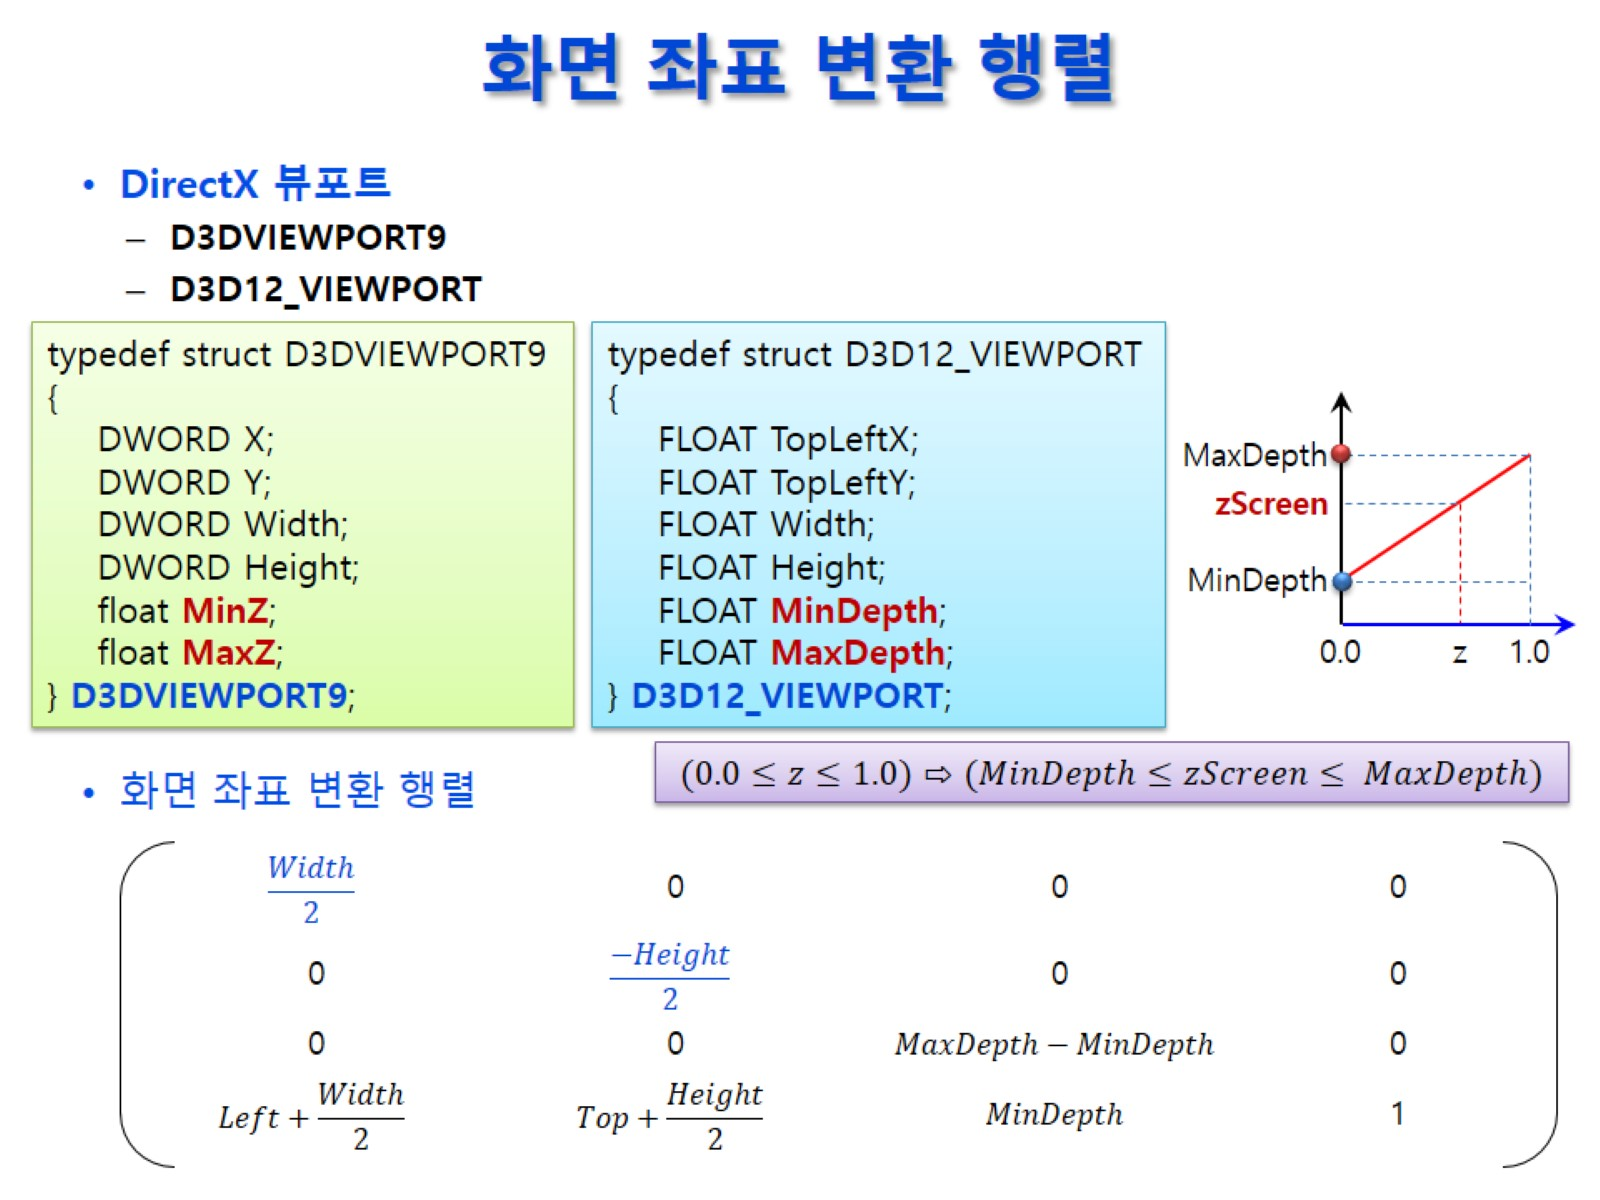 화면 좌표 변환 행렬
• DirectX 뷰포트
– D3DVIEWPORT9
– D3D12_VIEWPORT
typedef struct D3DVIEWPORT9
{
DWORD X;
DWORD Y;
DWORD Width;
DWORD Height;
float MinZ;
float MaxZ;
} D3DVIEWPORT9;
typedef struct D3D12_VIEWPORT
{
FLOAT TopLeftX;
FLOAT TopLeftY;
FLOAT Width;
FLOAT Height;
FLOAT MinDepth;
FLOAT MaxDepth;
} D3D12_VIEWPORT;
MaxDepth
zScreen
MinDepth
0.0 z 1.0
(0.0 ≤ z ≤ 1.0) ⇨ (MinDepth ≤ zScreen ≤ MaxDepth)
• 화면 좌표 변환 행렬
Width/2 0 0 0
0 −Height/2 0 0
0 0 MaxDepth − MinDepth 0
Left + Width/2 Top + Height/2 MinDepth 1